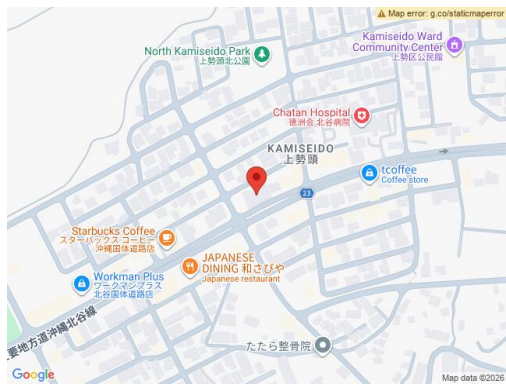 Map error: g.co/staticmaperror
Kamiseido Ward
Community Center
上勢区公民館
North Kamiseido Park
上勢頭北公園
Chatan Hospital
徳洲会 北谷病院
KAMISEIDO
上勢頭
tcoffee
Coffee store
23
Starbucks Coffee
スターバックス コーヒー
沖縄国体道路店
JAPANESE
DINING 和さびや
Japanese restaurant
Workman Plus
ワークマンプラス
北谷国体道路店
要地方道沖縄北谷線
たたら整骨院
Google
Map data ©2026